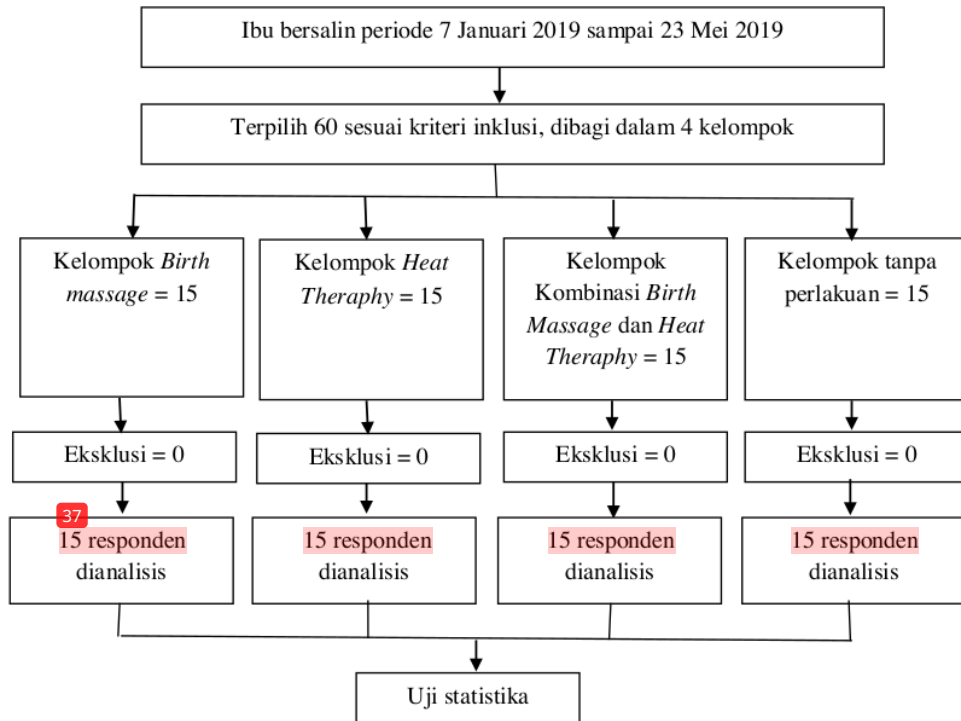 Ibu bersalin periode 7 Januari 2019 sampai 23 Mei 2019
Terpilih 60 sesuai kriteri inklusi, dibagi dalam 4 kelompok
Kelompok Birth
massage = 15
Kelompok Heat
Theraphy = 15
Kelompok
Kombinasi Birth
Massage dan Heat
Theraphy = 15
Kelompok tanpa
perlakuan = 15
Eksklusi = 0
Eksklusi = 0
Eksklusi = 0
Eksklusi = 0
37
15 responden
dianalisis
15 responden
dianalisis
15 responden
dianalisis
15 responden
dianalisis
Uji statistika